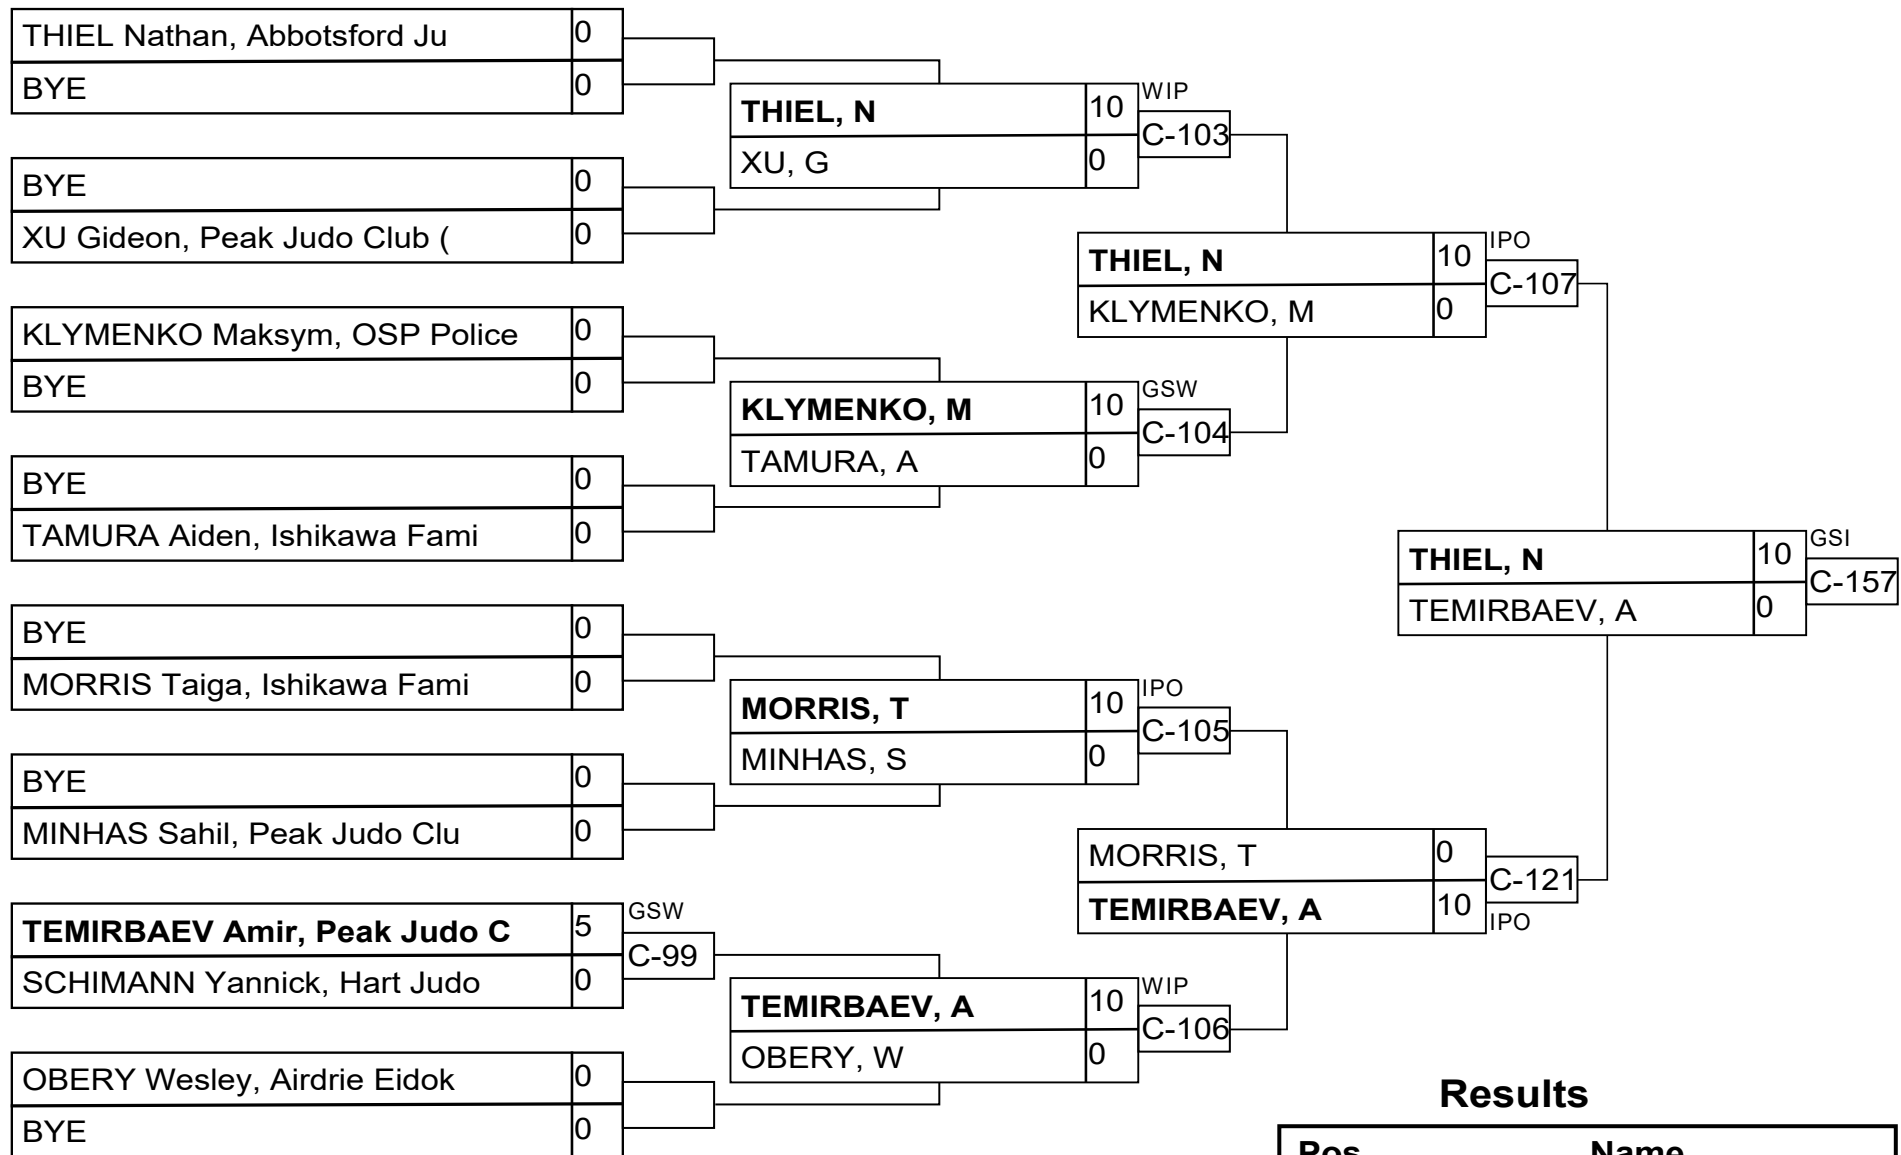 THIEL Nathan, Abbotsford Ju 0
BYE 0
BYE 0
XU Gideon, Peak Judo Club ( 0
KLYMENKO Maksym, OSP Police 0
BYE 0
BYE 0
TAMURA Aiden, Ishikawa Fami 0
BYE 0
MORRIS Taiga, Ishikawa Fami 0
BYE 0
MINHAS Sahil, Peak Judo Clu 0
TEMIRBAEV Amir, Peak Judo C 5 GSW
C-99
SCHIMANN Yannick, Hart Judo 0
OBERY Wesley, Airdrie Eidok 0
BYE 0
THIEL, N 10 WIP
C-103
XU, G 0
KLYMENKO, M 10 GSW
C-104
TAMURA, A 0
MORRIS, T 10 IPO
C-105
MINHAS, S 0
TEMIRBAEV, A 10 WIP
C-106
OBERY, W 0
THIEL, N 10 IPO
C-107
KLYMENKO, M 0
MORRIS, T 0
C-121
TEMIRBAEV, A 10 IPO
THIEL, N 10 GSI
C-157
TEMIRBAEV, A 0
Results
Pos Name